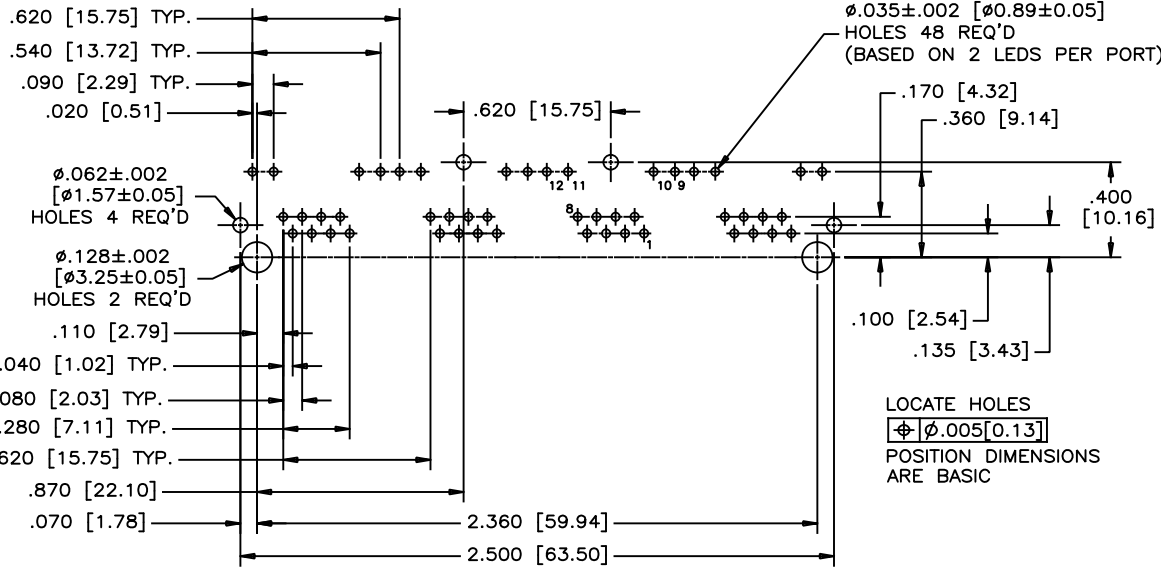 .620 [15.75] TYP.
.540 [13.72] TYP.
.090 [2.29] TYP.
.020 [0.51]
ø.062±.002
[ø1.57±0.05]
HOLES 4 REQ'D
ø.128±.002
[ø3.25±0.05]
HOLES 2 REQ'D
.110 [2.79]
.040 [1.02] TYP.
080 [2.03] TYP.
.280 [7.11] TYP.
620 [15.75] TYP.
.870 [22.10]
.070 [1.78]
.620 [15.75]
12 11
10 9
8
1
2.360 [59.94]
2.500 [63.50]
ø.035±.002 [ø0.89±0.05]
HOLES 48 REQ'D
(BASED ON 2 LEDS PER PORT)
.170 [4.32]
.360 [9.14]
.400
[10.16]
.100 [2.54]
.135 [3.43]
LOCATE HOLES
⌖ ø.005[0.13]
POSITION DIMENSIONS
ARE BASIC